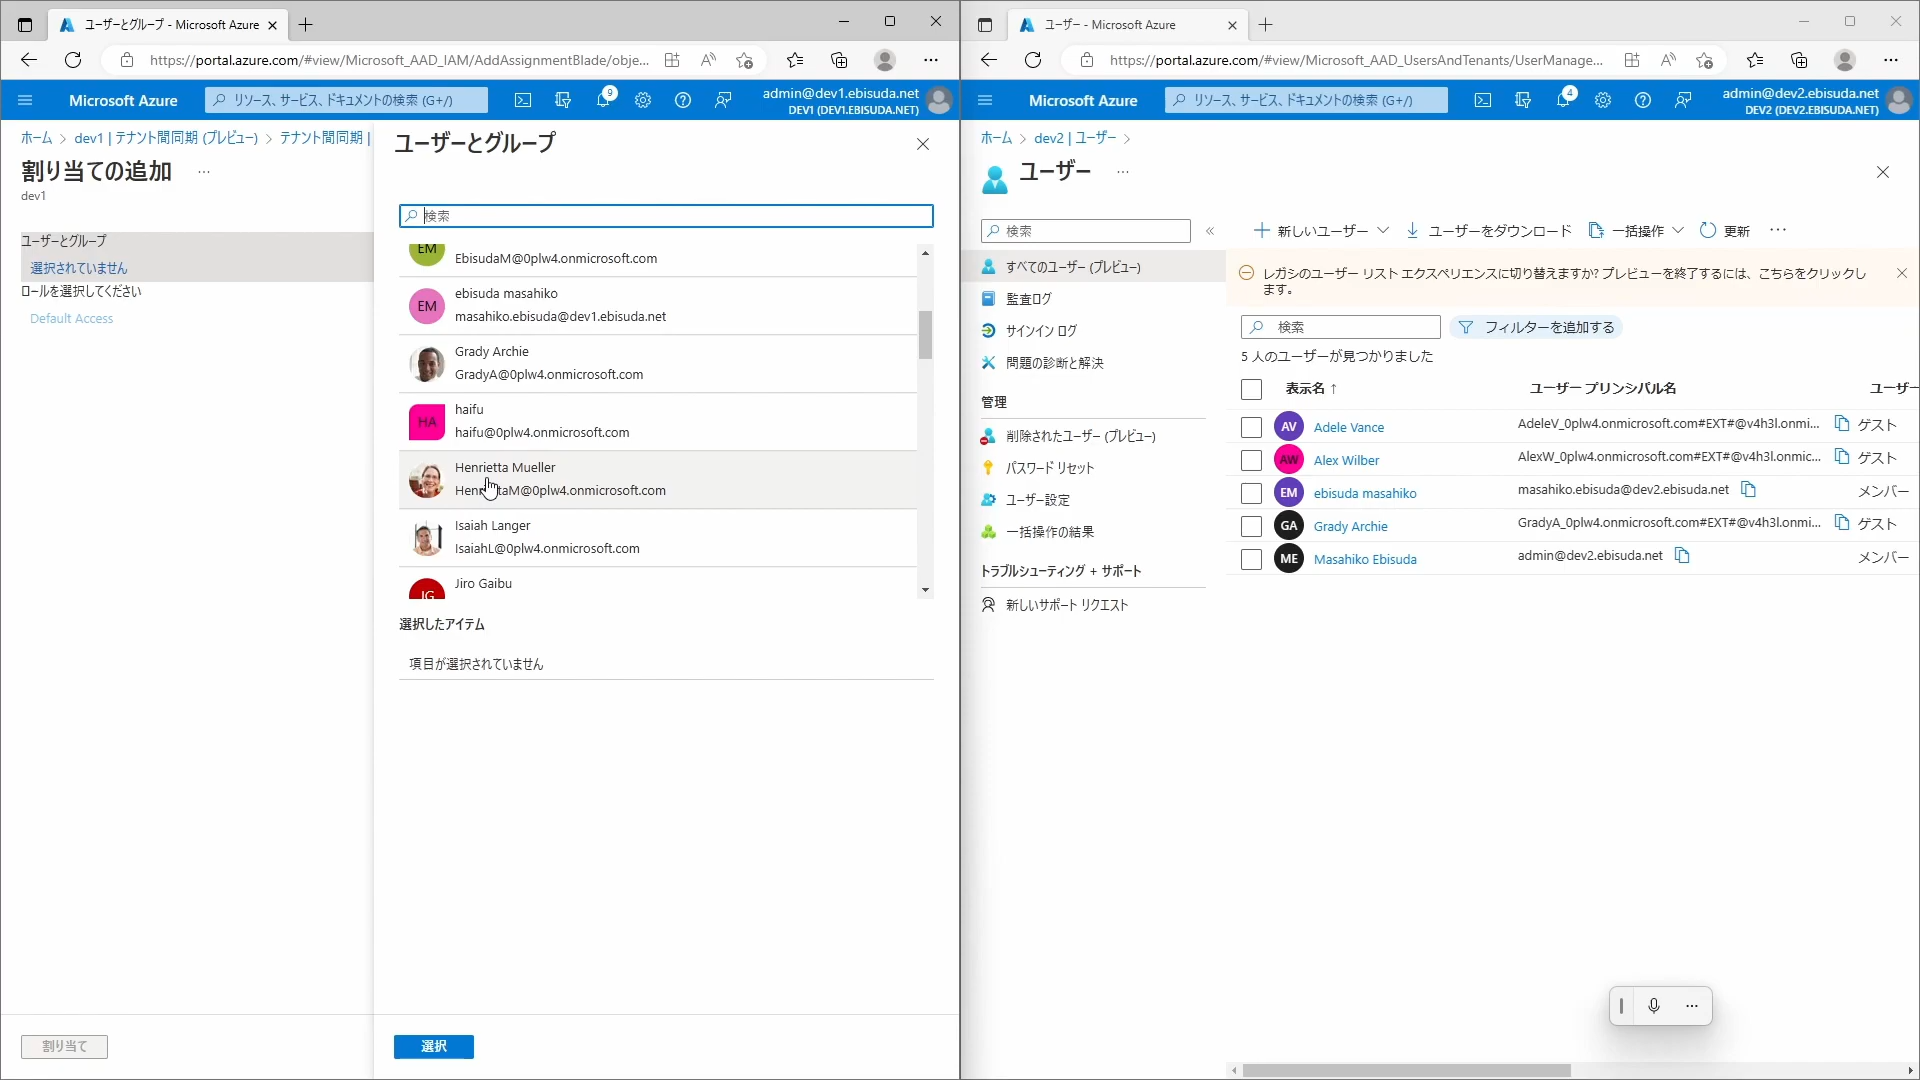 ユーザーとグループ - Microsoft Azure
https://portal.azure.com/#view/Microsoft_AAD_IAM/AddAssignmentBlade/obje...
Microsoft Azure
リソース、サービス、ドキュメントの検索 (G+/)
9
admin@dev1.ebisuda.net
DEV1 (DEV1.EBISUDA.NET)
ホーム > dev1 | テナント間同期 (プレビュー) > テナント間同期 |
割り当ての追加 ...
dev1
ユーザーとグループ
選択されていません
ロールを選択してください
Default Access
割り当て
ユーザーとグループ
検索
EM
EbisudaM@0plw4.onmicrosoft.com
EM
ebisuda masahiko
masahiko.ebisuda@dev1.ebisuda.net
Grady Archie
GradyA@0plw4.onmicrosoft.com
HA
haifu
haifu@0plw4.onmicrosoft.com
Henrietta Mueller
HenriettaM@0plw4.onmicrosoft.com
Isaiah Langer
IsaiahL@0plw4.onmicrosoft.com
JG
Jiro Gaibu
選択したアイテム
項目が選択されていません
選択
ユーザー - Microsoft Azure
https://portal.azure.com/#view/Microsoft_AAD_UsersAndTenants/UserManage...
Microsoft Azure
リソース、サービス、ドキュメントの検索 (G+/)
4
admin@dev2.ebisuda.net
DEV2 (DEV2.EBISUDA.NET)
ホーム > dev2 | ユーザー >
ユーザー ...
検索
すべてのユーザー (プレビュー)
監査ログ
サインイン ログ
問題の診断と解決
管理
削除されたユーザー (プレビュー)
パスワード リセット
ユーザー設定
一括操作の結果
トラブルシューティング + サポート
新しいサポート リクエスト
新しいユーザー ユーザーをダウンロード 一括操作 更新 ...
レガシのユーザー リスト エクスペリエンスに切り替えますか? プレビューを終了するには、こちらをクリックし
ます。
検索
フィルターを追加する
5 人のユーザーが見つかりました
表示名 ↑ ユーザー プリンシパル名 ユーザー
AV Adele Vance AdeleV_0plw4.onmicrosoft.com#EXT#@v4h3l.onmi... ゲスト
AW Alex Wilber AlexW_0plw4.onmicrosoft.com#EXT#@v4h3l.onmic... ゲスト
EM ebisuda masahiko masahiko.ebisuda@dev2.ebisuda.net メンバー
GA Grady Archie GradyA_0plw4.onmicrosoft.com#EXT#@v4h3l.onmi... ゲスト
ME Masahiko Ebisuda admin@dev2.ebisuda.net メンバー